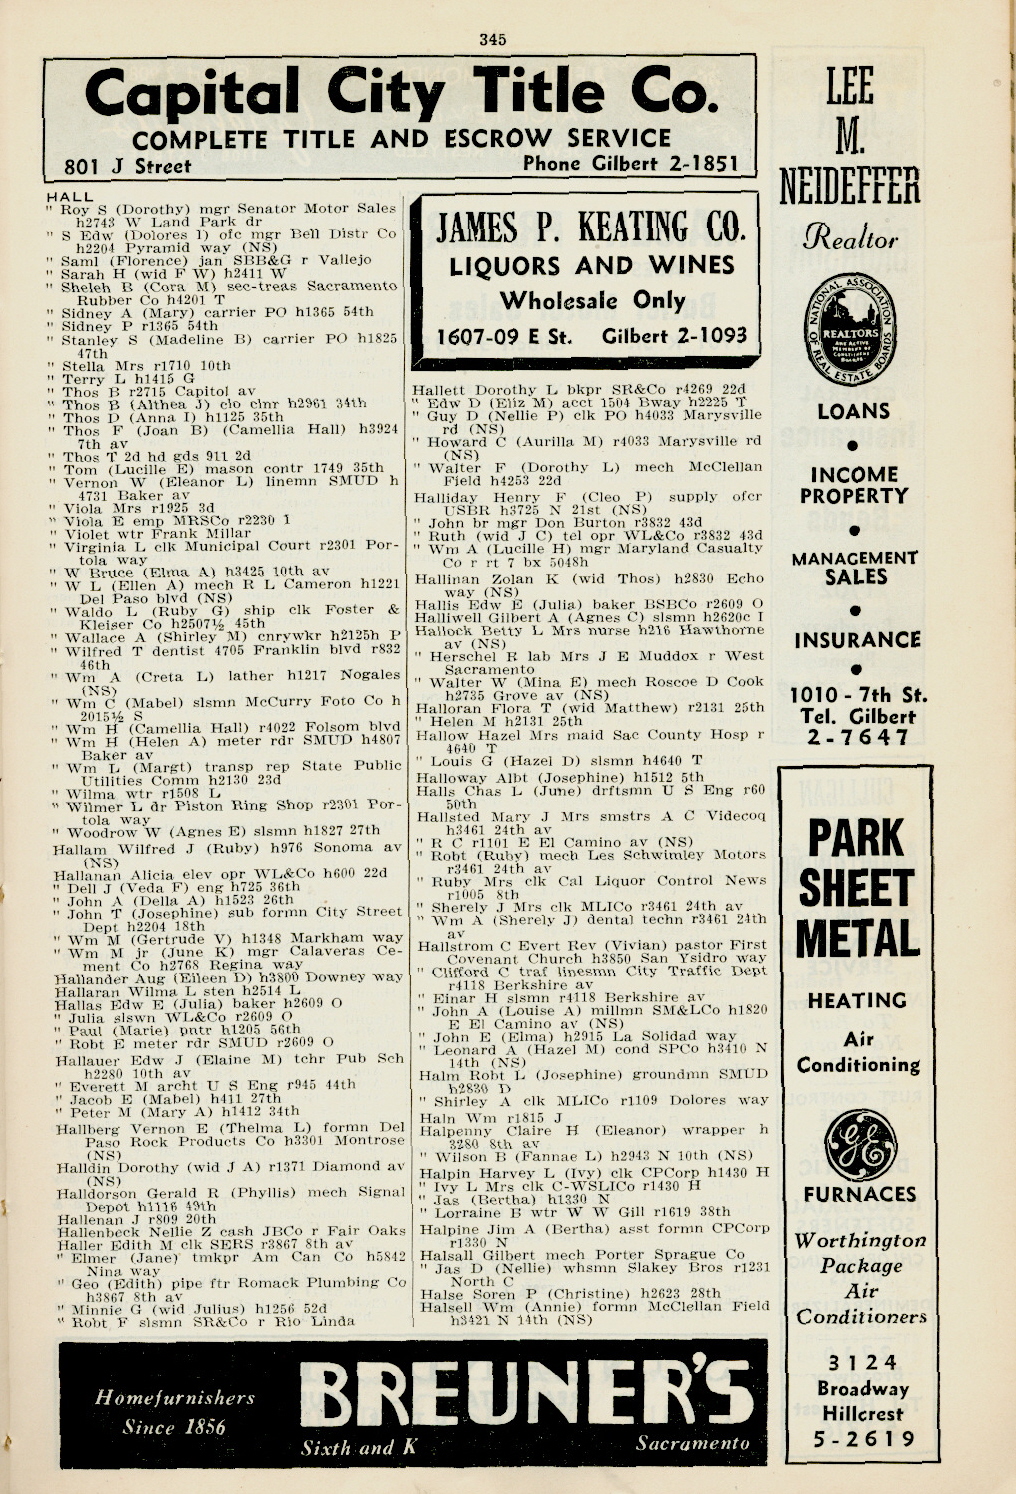 345
Capital City Title Co.
COMPLETE TITLE AND ESCROW SERVICE
801 J Street Phone Gilbert 2-1851
HALL
" Roy S (Dorothy) mgr Senator Motor Sales
h2743 W Land Park dr
" S Edw (Dolores I) ofc mgr Bell Distr Co
h2204 Pyramid way (NS)
" Saml (Florence) jan SBB&G r Vallejo
" Sarah H (wid F W) h2411 W
" Sheleh B (Cora M) sec-treas Sacramento
Rubber Co h4201 T
" Sidney A (Mary) carrier PO h1365 54th
" Sidney P r1365 54th
" Stanley S (Madeline B) carrier PO h1825
47th
" Stella Mrs r1710 10th
" Terry L h1415 G
" Thos B r2715 Capitol av
" Thos B (Althea J) clo clnr h2961 34th
" Thos D (Anna I) h1125 35th
" Thos F (Joan B) (Camellia Hall) h3924
7th av
" Thos T 2d hd gds 911 2d
" Tom (Lucille E) mason contr 1749 35th
" Vernon W (Eleanor L) linemn SMUD h
4731 Baker av
" Viola Mrs r1925 3d
" Viola E emp MRSCo r2230 I
" Violet wtr Frank Millar
" Virginia L clk Municipal Court r2301 Por-
tola way
" W Bruce (Elma A) h3425 10th av
" W L (Ellen A) mech R L Cameron h1221
Del Paso blvd (NS)
" Waldo L (Ruby G) ship clk Foster &
Kleiser Co h2507½ 45th
" Wallace A (Shirley M) cnrywkr h2125h P
" Wilfred T dentist 4705 Franklin blvd r832
46th
" Wm A (Creta L) lather h1217 Nogales
(NS)
" Wm C (Mabel) slsmn McCurry Foto Co h
2015½ S
" Wm H (Camellia Hall) r4022 Folsom blvd
" Wm H (Helen A) meter rdr SMUD h4807
Baker av
" Wm L (Margt) transp rep State Public
Utilities Comm h2130 23d
" Wilma wtr r1508 L
" Wilmer L dr Piston Ring Shop r2301 Por-
tola way
" Woodrow W (Agnes E) slsmn h1827 27th
Hallam Wilfred J (Ruby) h976 Sonoma av
(NS)
Hallanan Alicia elev opr WL&Co h600 22d
" Dell J (Veda F) eng h725 36th
" John A (Della A) h1523 26th
" John T (Josephine) sub formn City Street
Dept h2204 18th
" Wm M (Gertrude V) h1348 Markham way
" Wm M jr (June K) mgr Calaveras Ce-
ment Co h2768 Regina way
Hallander Aug (Eileen D) h3800 Downey way
Hallaran Wilma L sten h2514 L
Hallas Edw E (Julia) baker h2609 O
" Julia slswn WL&Co r2609 O
" Paul (Marie) pntr h1205 56th
" Robt E meter rdr SMUD r2609 O
Hallauer Edw J (Elaine M) tchr Pub Sch
h2280 10th av
" Everett M archt U S Eng r945 44th
" Jacob E (Mabel) h411 27th
" Peter M (Mary A) h1412 34th
Hallberg Vernon E (Thelma L) formn Del
Paso Rock Products Co h3301 Montrose
(NS)
Halldin Dorothy (wid J A) r1371 Diamond av
(NS)
Halldorson Gerald R (Phyllis) mech Signal
Depot h1116 49th
Hallenan J r809 20th
Hallenbeck Nellie Z cash JBCo r Fair Oaks
Haller Edith M clk SERS r3867 8th av
" Elmer (Jane) tmkpr Am Can Co h5842
Nina way
" Geo (Edith) pipe ftr Romack Plumbing Co
h3867 8th av
" Minnie G (wid Julius) h1256 52d
" Robt F slsmn SR&Co r Rio Linda
JAMES P. KEATING CO.
LIQUORS AND WINES
Wholesale Only
1607-09 E St. Gilbert 2-1093
Hallett Dorothy L bkpr SR&Co r4269 22d
" Edw D (Eliz M) acct 1504 Bway h2225 T
" Guy D (Nellie P) clk PO h4033 Marysville
rd (NS)
" Howard C (Aurilla M) r4033 Marysville rd
(NS)
" Walter F (Dorothy L) mech McClellan
Field h4253 22d
Halliday Henry F (Cleo P) supply ofcr
USBR h3725 N 21st (NS)
" John br mgr Don Burton r3832 43d
" Ruth (wid J C) tel opr WL&Co r3832 43d
" Wm A (Lucille H) mgr Maryland Casualty
Co r rt 7 bx 5048h
Hallinan Zolan K (wid Thos) h2830 Echo
way (NS)
Hallis Edw E (Julia) baker BSBCo r2609 O
Halliwell Gilbert A (Agnes C) slsmn h2620c I
Hallock Betty L Mrs nurse h216 Hawthorne
av (NS)
" Herschel R lab Mrs J E Muddox r West
Sacramento
" Walter W (Mina E) mech Roscoe D Cook
h2735 Grove av (NS)
Halloran Flora T (wid Matthew) r2131 25th
" Helen M h2131 25th
Hallow Hazel Mrs maid Sac County Hosp r
4640 T
" Louis G (Hazel D) slsmn h4640 T
Halloway Albt (Josephine) h1512 5th
Halls Chas L (June) drftsmn U S Eng r60
50th
Hallsted Mary J Mrs smstrs A C Videcoq
h3461 24th av
" R C r1101 E El Camino av (NS)
" Robt (Ruby) mech Les Schwimley Motors
r3461 24th av
" Ruby Mrs clk Cal Liquor Control News
r1005 8th
" Sherely J Mrs clk MLICo r3461 24th av
" Wm A (Sherely J) dental techn r3461 24th
av
Hallstrom C Evert Rev (Vivian) pastor First
Covenant Church h3850 San Ysidro way
" Clifford C traf linesmn City Traffic Dept
r4118 Berkshire av
" Einar H slsmn r4118 Berkshire av
" John A (Louise A) millmn SM&LCo h1820
E El Camino av (NS)
" John E (Elma) h2915 La Solidad way
" Leonard A (Hazel M) cond SPCo h3410 N
14th (NS)
Halm Robt L (Josephine) groundmn SMUD
h2830 D
" Shirley A clk MLICo r1109 Dolores way
Haln Wm r1815 J
Halpenny Claire H (Eleanor) wrapper h
3280 8th av
" Wilson B (Fannae L) h2943 N 10th (NS)
Halpin Harvey L (Ivy) clk CPCorp h1430 H
" Ivy L Mrs clk C-WSLICo r1430 H
" Jas (Bertha) h1330 N
" Lorraine B wtr W W Gill r1619 38th
Halpine Jim A (Bertha) asst formn CPCorp
r1330 N
Halsall Gilbert mech Porter Sprague Co
" Jas D (Nellie) whsmn Slakey Bros r1231
North C
Halse Soren P (Christine) h2623 28th
Halsell Wm (Annie) formn McClellan Field
h3421 N 14th (NS)
LEE
M.
NEIDEFFER
Realtor
NATIONAL ASSOCIATION
OF REAL ESTATE BOARDS
REALTORS
ARE ACTIVE
MEMBERS OF
CONSTITUENT
BOARDS
LOANS
•
INCOME
PROPERTY
•
MANAGEMENT
SALES
•
INSURANCE
•
1010 - 7th St.
Tel. Gilbert
2-7647
PARK
SHEET
METAL
HEATING
Air
Conditioning
GE
FURNACES
Worthington
Package
Air
Conditioners
3124
Broadway
Hillcrest
5-2619
Homefurnishers
Since 1856
BREUNER'S
Sixth and K Sacramento